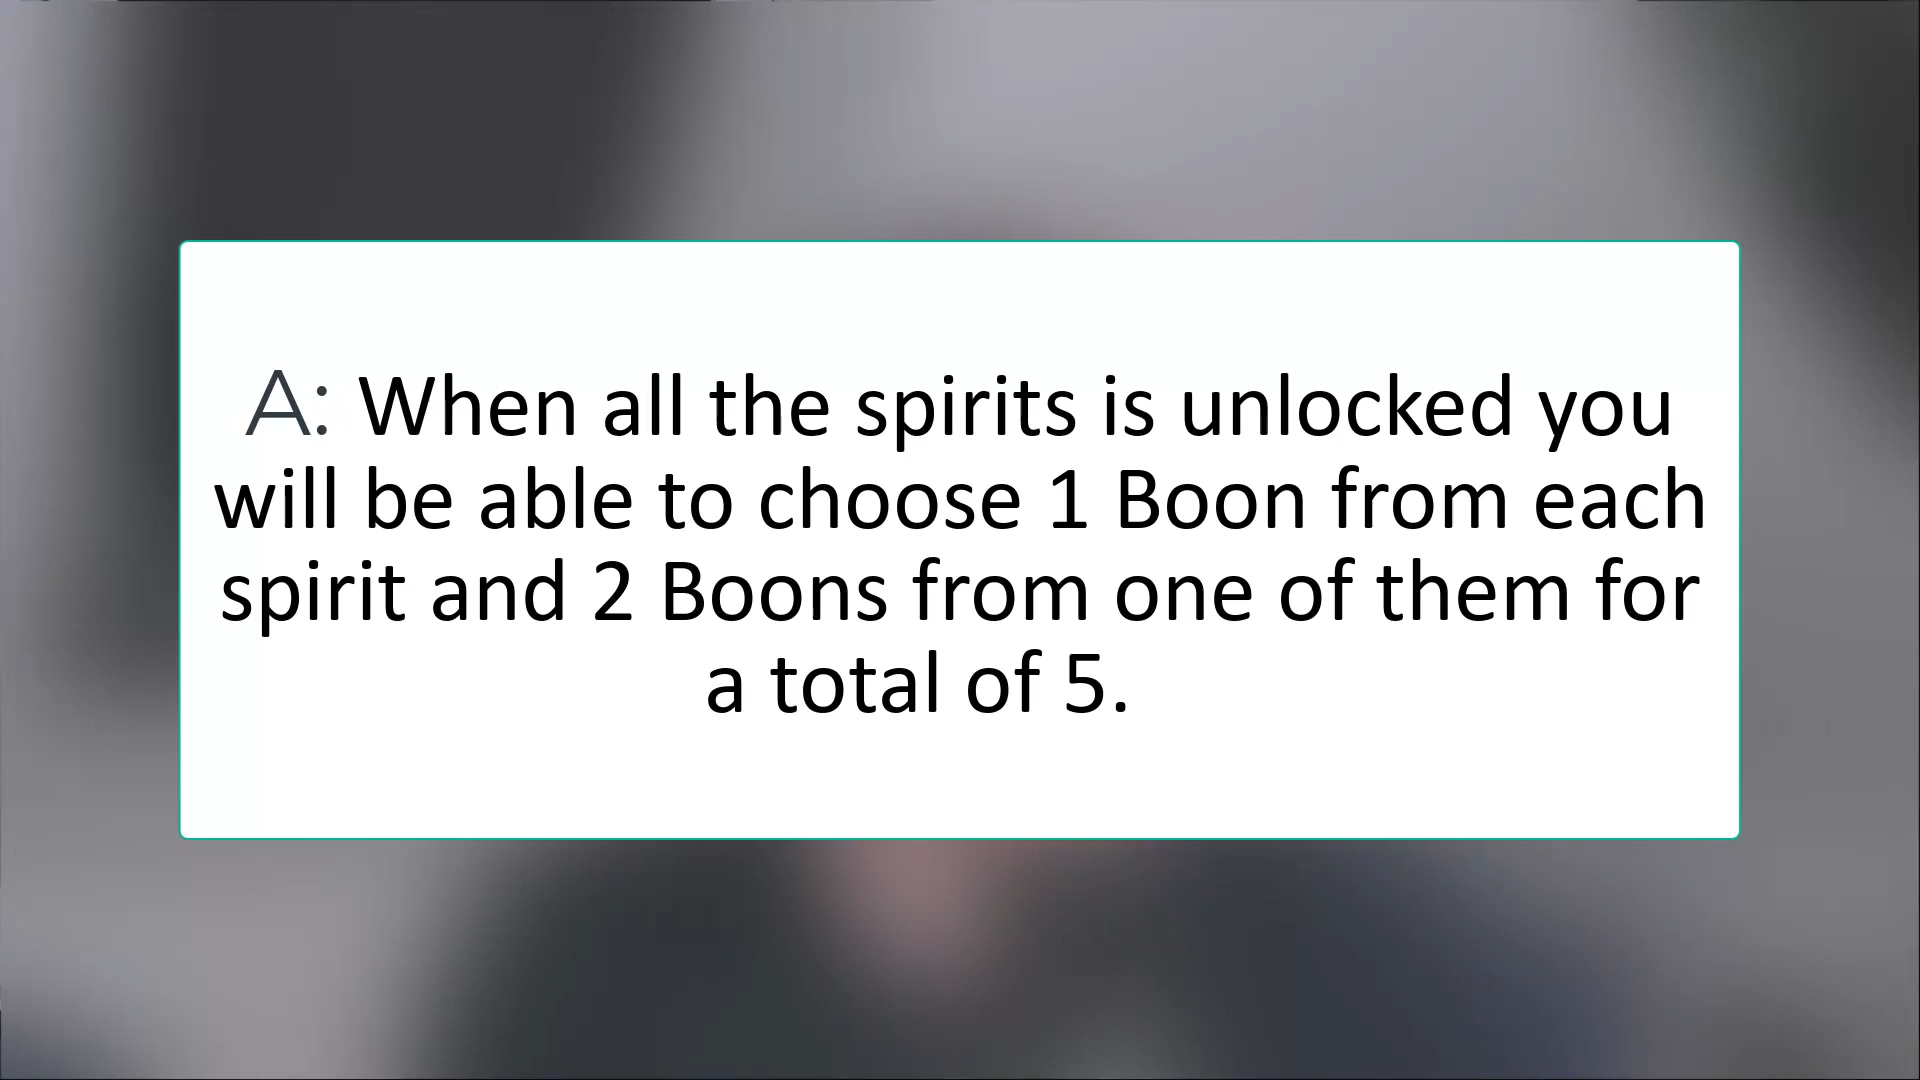 A: When all the spirits is unlocked you
will be able to choose 1 Boon from each
spirit and 2 Boons from one of them for
a total of 5.